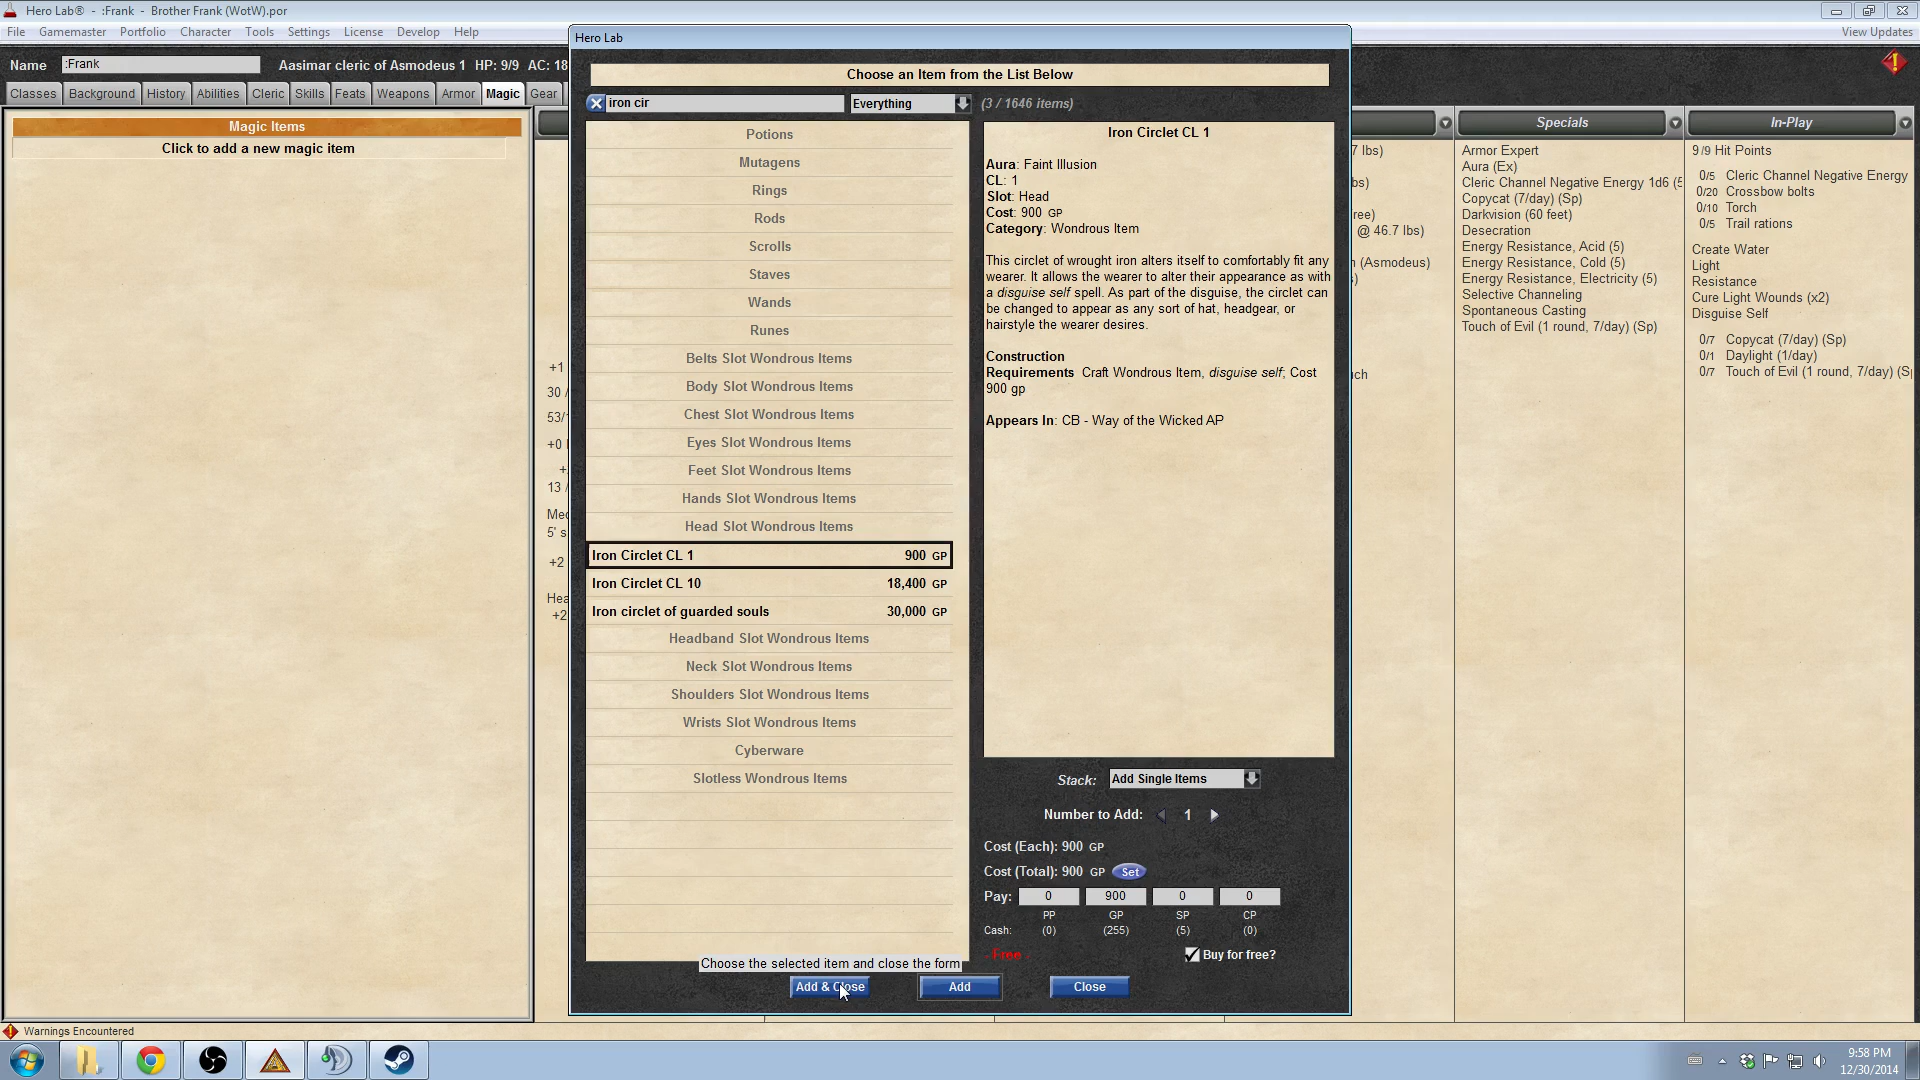 Hero Lab® - :Frank - Brother Frank (WotW).por
File Gamemaster Portfolio Character Tools Settings License Develop Help View Updates
Name :Frank Aasimar cleric of Asmodeus 1 HP: 9/9 AC: 18
Classes Background History Abilities Cleric Skills Feats Weapons Armor Magic Gear
Magic Items
Click to add a new magic item
+1
30 /
53/
+0
13 /
5' s
+2
Hea
+2
Hero Lab
Choose an Item from the List Below
iron cir Everything (3 / 1646 items)
Potions
Mutagens
Rings
Rods
Scrolls
Staves
Wands
Runes
Belts Slot Wondrous Items
Body Slot Wondrous Items
Chest Slot Wondrous Items
Eyes Slot Wondrous Items
Feet Slot Wondrous Items
Hands Slot Wondrous Items
Head Slot Wondrous Items
Iron Circlet CL 1 900 GP
Iron Circlet CL 10 18,400 GP
Iron circlet of guarded souls 30,000 GP
Headband Slot Wondrous Items
Neck Slot Wondrous Items
Shoulders Slot Wondrous Items
Wrists Slot Wondrous Items
Cyberware
Slotless Wondrous Items
Iron Circlet CL 1
Aura: Faint Illusion
CL: 1
Slot: Head
Cost: 900 GP
Category: Wondrous Item
This circlet of wrought iron alters itself to comfortably fit any
wearer. It allows the wearer to alter their appearance as with
a disguise self spell. As part of the disguise, the circlet can
be changed to appear as any sort of hat, headgear, or
hairstyle the wearer desires.
Construction
Requirements Craft Wondrous Item, disguise self; Cost
900 gp
Appears In: CB - Way of the Wicked AP
Stack: Add Single Items
Number to Add: 1
Cost (Each): 900 GP
Cost (Total): 900 GP Set
Pay: 0 900 0 0
PP GP SP CP
Cash: (0) (255) (5) (0)
- Free - Buy for free?
Choose the selected item and close the form
Add & Close Add Close
7 lbs)
bs)
ree)
@ 46.7 lbs)
(Asmodeus)
Specials
Armor Expert
Aura (Ex)
Cleric Channel Negative Energy 1d6 (5
Copycat (7/day) (Sp)
Darkvision (60 feet)
Desecration
Energy Resistance, Acid (5)
Energy Resistance, Cold (5)
Energy Resistance, Electricity (5)
Selective Channeling
Spontaneous Casting
Touch of Evil (1 round, 7/day) (Sp)
In-Play
9/9 Hit Points
0/5 Cleric Channel Negative Energy
0/20 Crossbow bolts
0/10 Torch
0/5 Trail rations
Create Water
Light
Resistance
Cure Light Wounds (x2)
Disguise Self
0/7 Copycat (7/day) (Sp)
0/1 Daylight (1/day)
0/7 Touch of Evil (1 round, 7/day) (S
Warnings Encountered
9:58 PM
12/30/2014